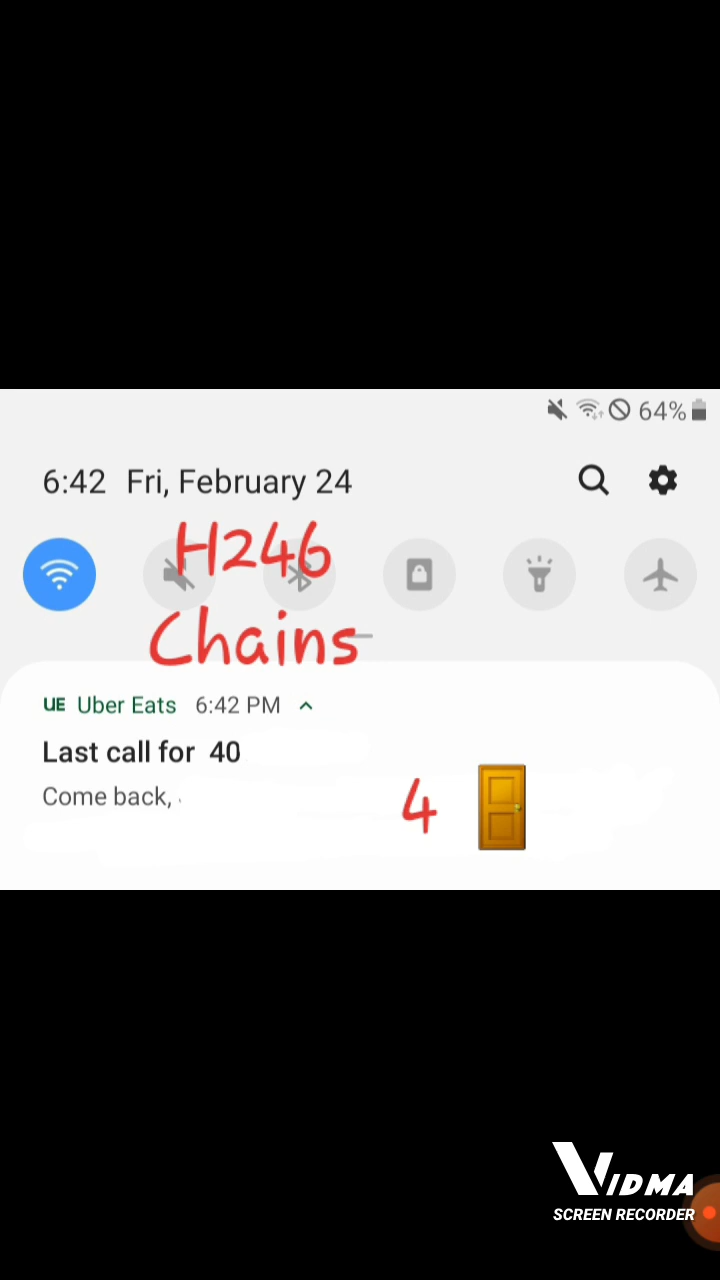 64%
6:42 Fri, February 24
H246
Chains
UE Uber Eats 6:42 PM
Last call for 40
Come back,
4
VIDMA
SCREEN RECORDER